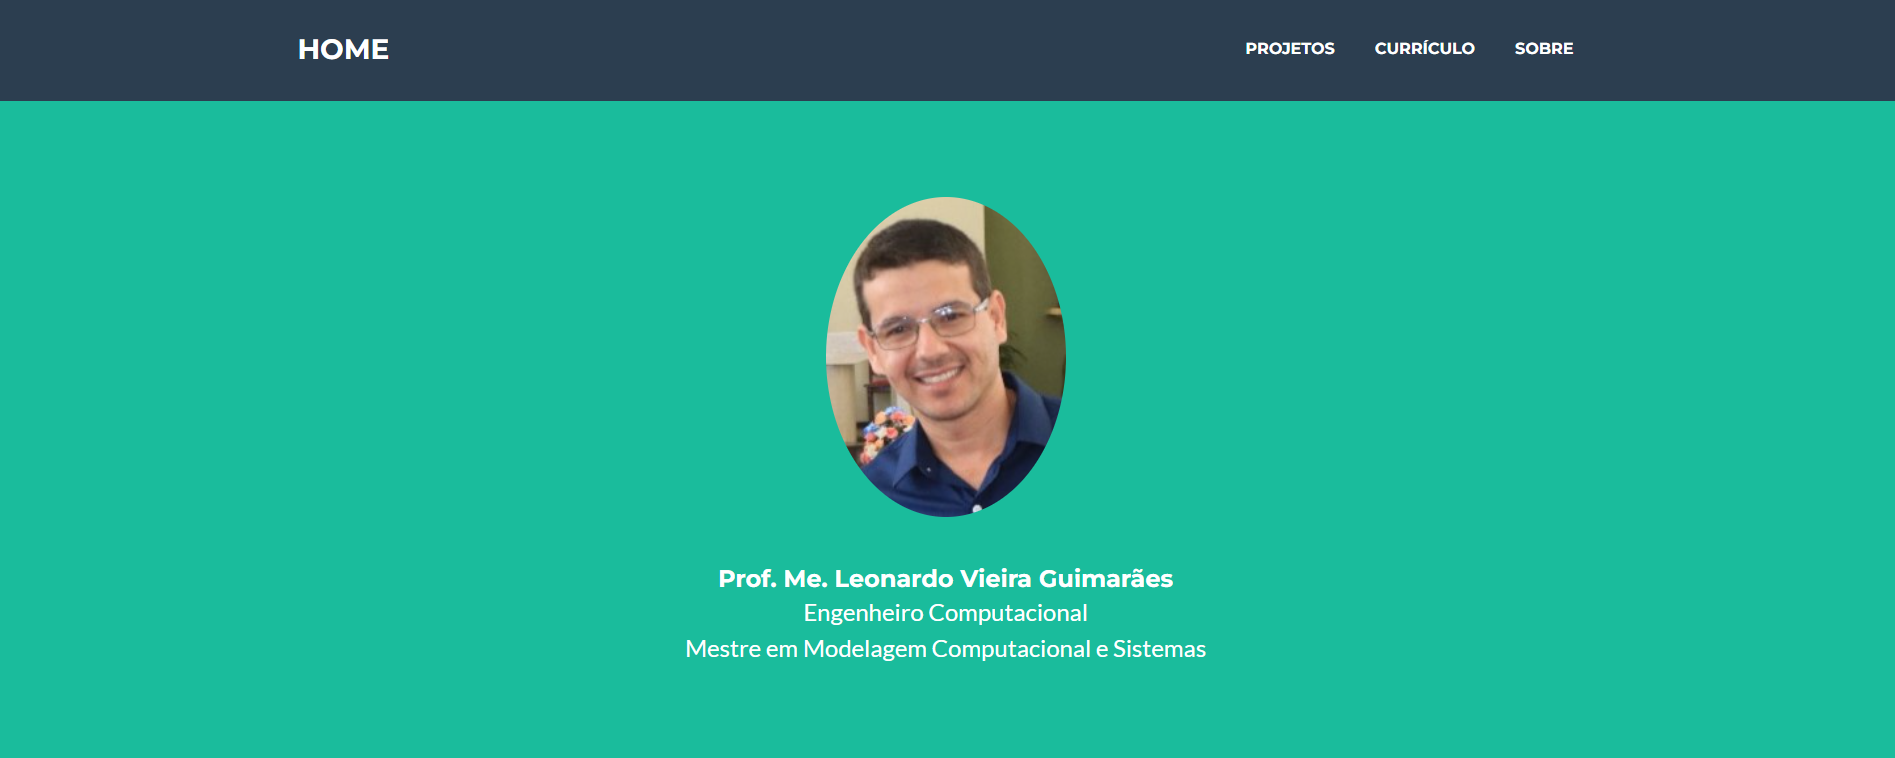 HOME
PROJETOS CURRÍCULO SOBRE
Prof. Me. Leonardo Vieira Guimarães
Engenheiro Computacional
Mestre em Modelagem Computacional e Sistemas